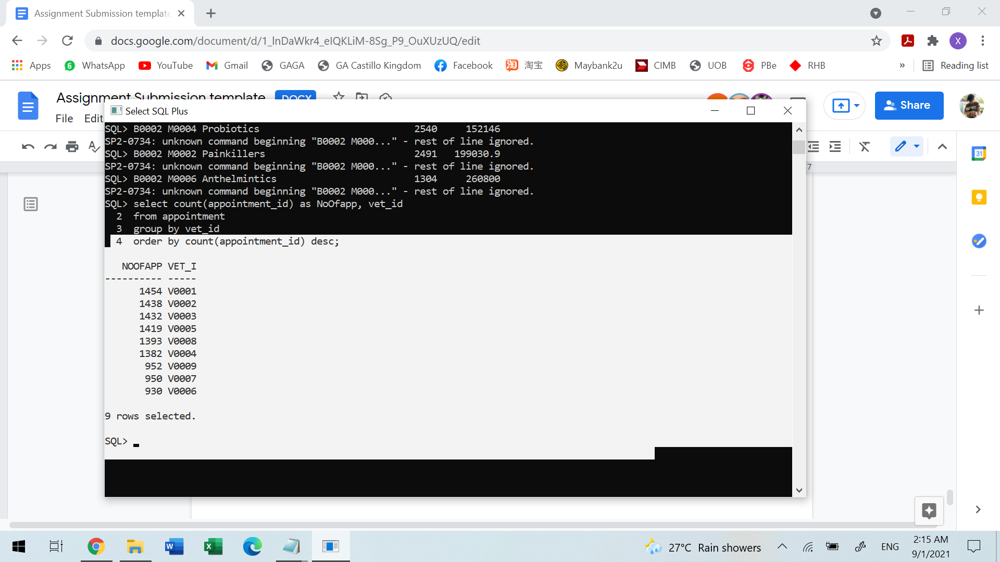 Assignment Submission template
docs.google.com/document/d/1_lnDaWkr4_elQKLiM-8Sg_P9_OuXUzUQ/edit
X
Apps WhatsApp YouTube Gmail GAGA GA Castillo Kingdom Facebook 淘宝 Maybank2u CIMB UOB PBe RHB » Reading list
Assignment Submission template DOCX
File Edit
Share
Select SQL Plus
SQL> B0002 M0004 Probiotics 2540 152146
SP2-0734: unknown command beginning "B0002 M000..." - rest of line ignored.
SQL> B0002 M0002 Painkillers 2491 199030.9
SP2-0734: unknown command beginning "B0002 M000..." - rest of line ignored.
SQL> B0002 M0006 Anthelmintics 1304 260800
SP2-0734: unknown command beginning "B0002 M000..." - rest of line ignored.
SQL> select count(appointment_id) as NoOfapp, vet_id
2 from appointment
3 group by vet_id
4 order by count(appointment_id) desc;
NOOFAPP VET_I
---------- -----
1454 V0001
1438 V0002
1432 V0003
1419 V0005
1393 V0008
1382 V0004
952 V0009
950 V0007
930 V0006
9 rows selected.
SQL>
7
31
27°C Rain showers
ENG
2:15 AM
9/1/2021